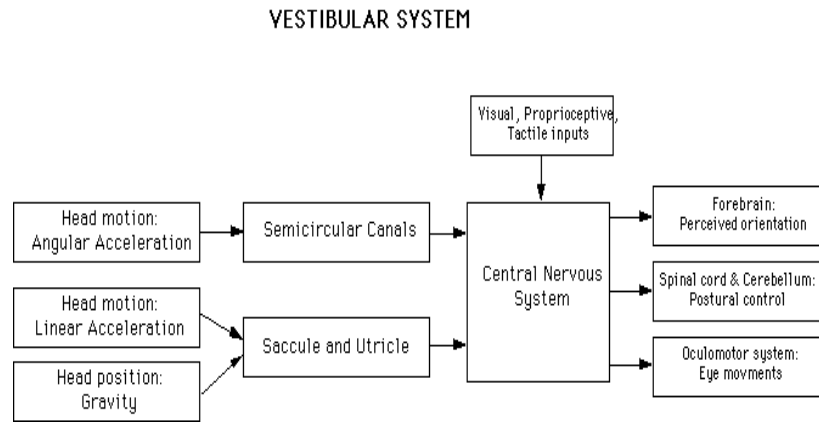 VESTIBULAR SYSTEM
Visual, Proprioceptive,
Tactile inputs
Head motion:
Angular Acceleration
Semicircular Canals
Central Nervous
System
Forebrain:
Perceived orientation
Head motion:
Linear Acceleration
Saccule and Utricle
Spinal cord & Cerebellum:
Postural control
Head position:
Gravity
Oculomotor system:
Eye movments